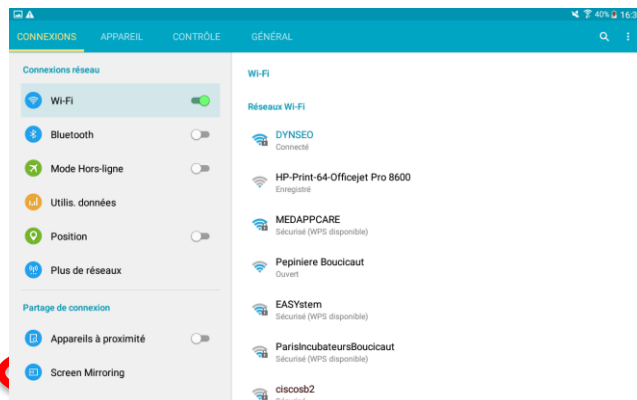 40% 16:3
CONNEXIONS APPAREIL CONTRÔLE GÉNÉRAL
Connexions réseau
Wi-Fi
Bluetooth
Mode Hors-ligne
Utilis. données
Position
Plus de réseaux
Partage de connexion
Appareils à proximité
Screen Mirroring
Wi-Fi
Réseaux Wi-Fi
DYNSEO
Connecté
HP-Print-64-Officejet Pro 8600
Enregistré
MEDAPPCARE
Sécurisé (WPS disponible)
Pepiniere Boucicaut
Ouvert
EASYstem
Sécurisé (WPS disponible)
ParisIncubateursBoucicaut
Sécurisé (WPS disponible)
ciscosb2
Sécurisé